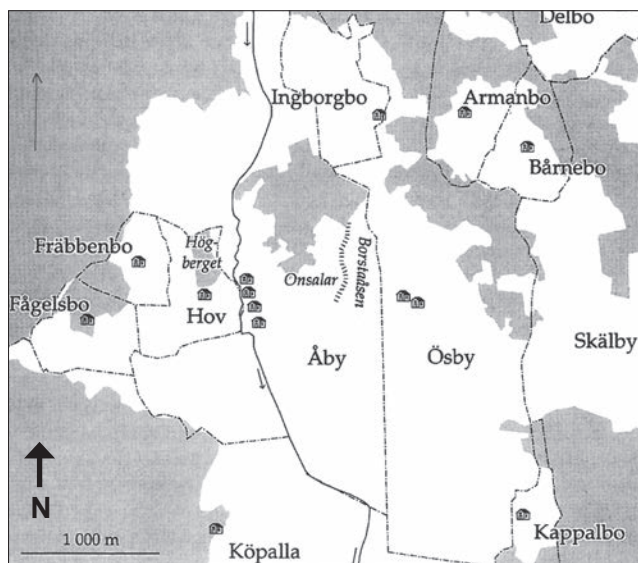 Delbo
Ingborgbo
Armanbo
Bårnebo
Fräbbenbo
Hög-
berget
Borstaåsen
Onsalar
Fågelsbo
Hov
Åby
Ösby
Skälby
N
1 000 m
Köpalla
Kappalbo